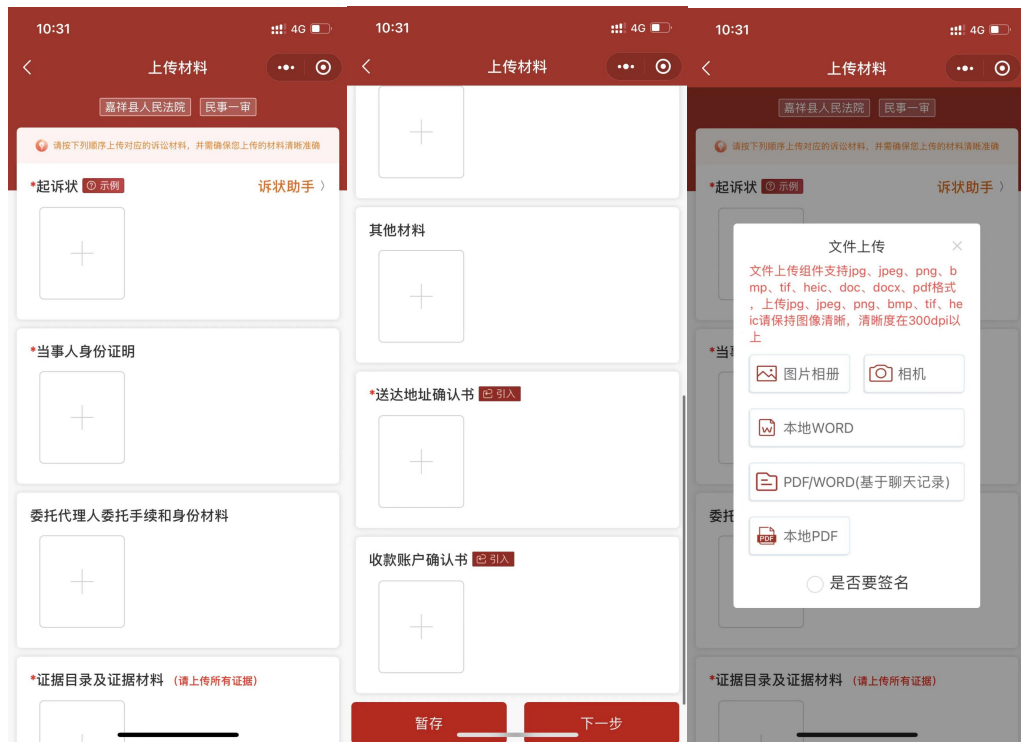 10:31
4G
上传材料
嘉祥县人民法院 民事一审
请按下列顺序上传对应的诉讼材料，并需确保您上传的材料清晰准确
*起诉状 示例 诉状助手
*当事人身份证明
委托代理人委托手续和身份材料
*证据目录及证据材料 (请上传所有证据)
10:31
4G
上传材料
其他材料
*送达地址确认书 引入
收款账户确认书 引入
暂存 下一步
10:31
4G
上传材料
嘉祥县人民法院 民事一审
请按下列顺序上传对应的诉讼材料，并需确保您上传的材料清晰准确
*起诉状 示例 诉状助手
文件上传
文件上传组件支持jpg、jpeg、png、b
mp、tif、heic、doc、docx、pdf格式
，上传jpg、jpeg、png、bmp、tif、he
ic请保持图像清晰，清晰度在300dpi以
上
*当
图片相册 相机
本地WORD
PDF/WORD(基于聊天记录)
委托
本地PDF
是否要签名
*证据目录及证据材料 (请上传所有证据)